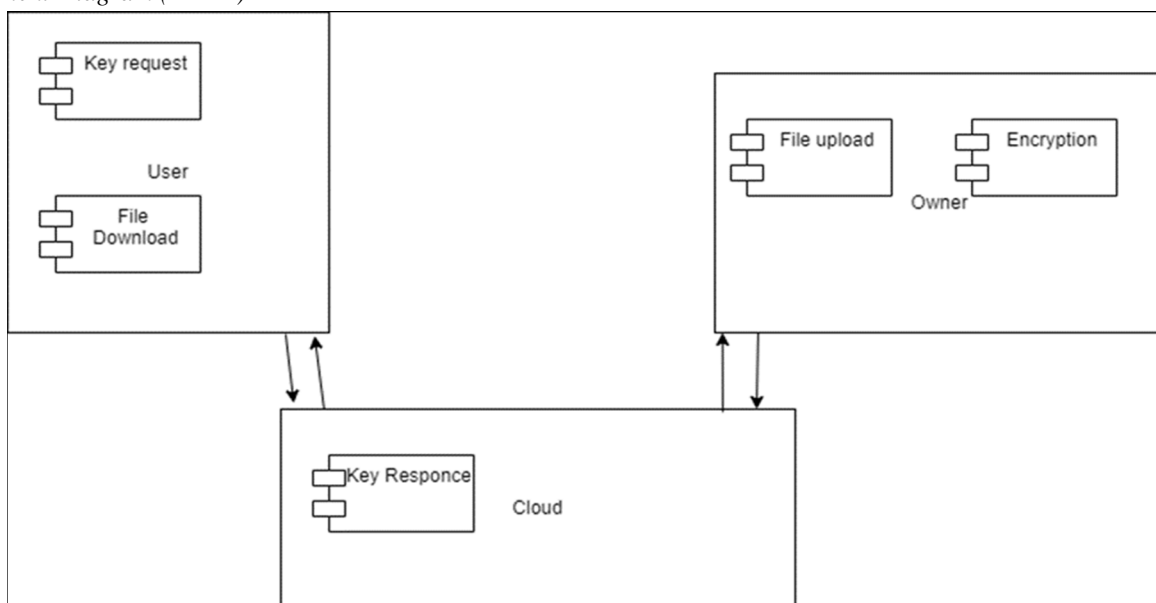 Key request
User
File
Download
File upload
Encryption
Owner
Key Responce
Cloud